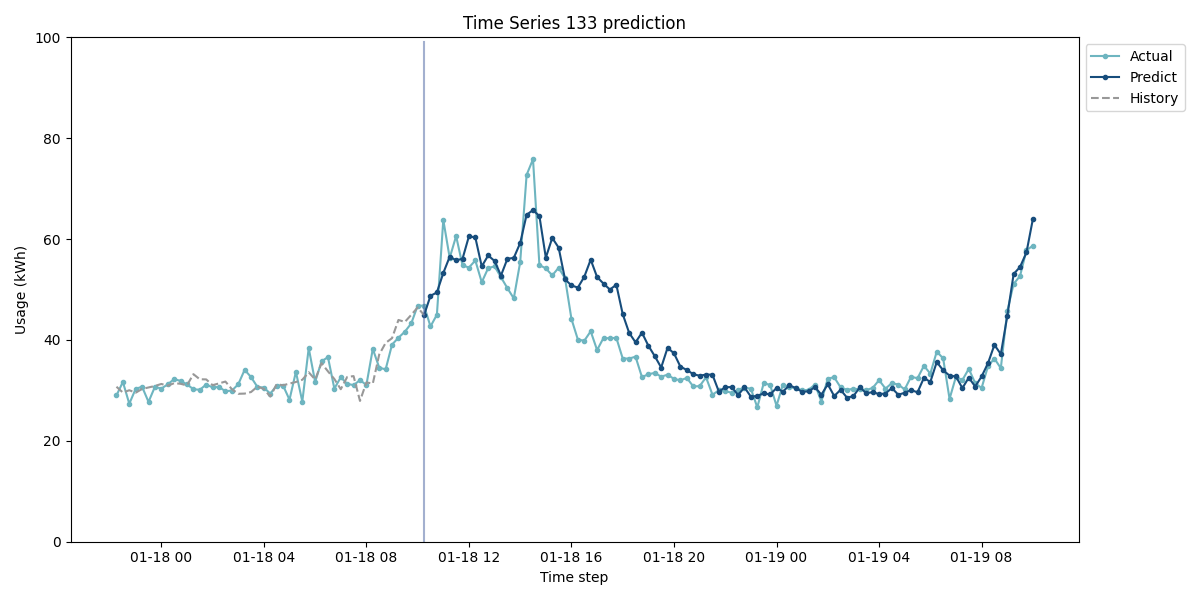 Time Series 133 prediction
100
80
60
40
20
0
Usage (kWh)
01-18 00
01-18 04
01-18 08
01-18 12
01-18 16
01-18 20
01-19 00
01-19 04
01-19 08
Time step
Actual
Predict
History